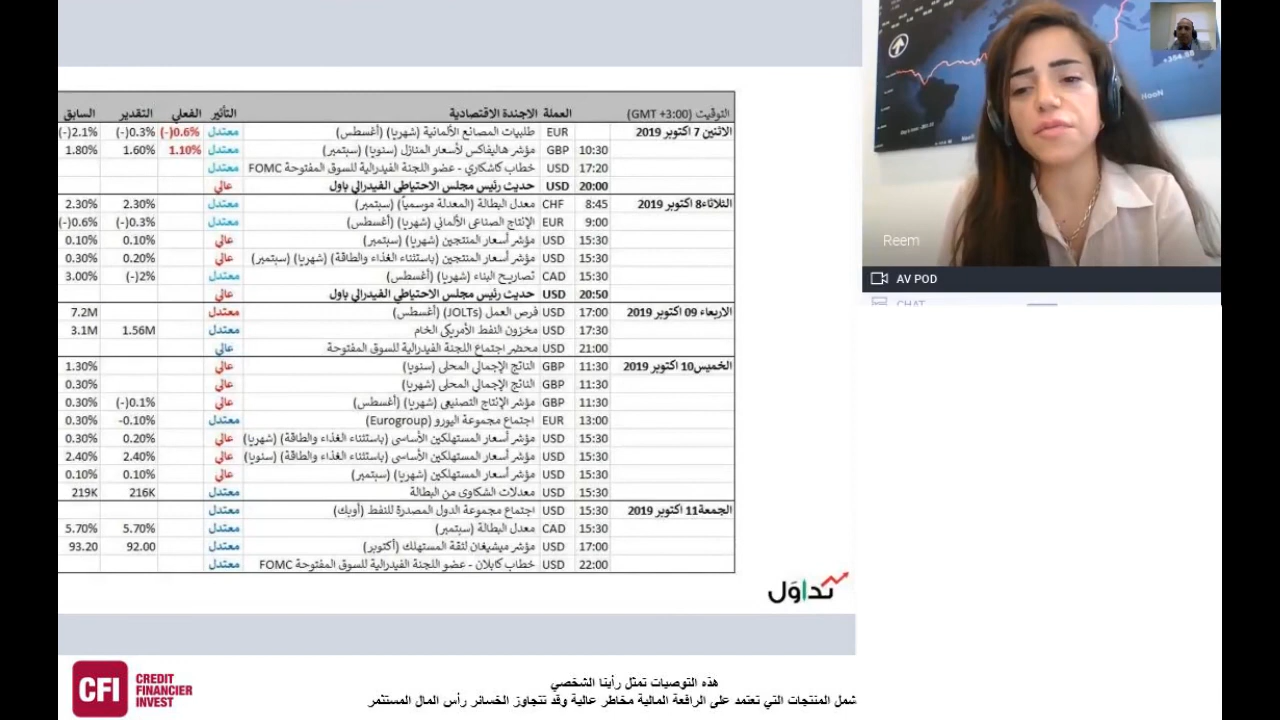 التوقيت (GMT +3:00) العملة الاجندة الاقتصادية التأثير الفعلي التقدير السابق
الاثنين 7 اكتوبر 2019 EUR طلبيات المصانع الألمانية (شهريا) (أغسطس) معتدل 0.6%(-) 0.3%(-) 2.1%(-)
10:30 GBP مؤشر هاليفاكس لأسعار المنازل (سنويا) (سبتمبر) معتدل 1.10% 1.60% 1.80%
17:20 USD خطاب كاشكاري - عضو اللجنة الفيدرالية للسوق المفتوحة FOMC معتدل
20:00 USD حديث رئيس مجلس الاحتياطي الفيدرالي باول عالي
الثلاثاء8 اكتوبر 2019 8:45 CHF معدل البطالة (المعدلة موسمياً) (سبتمبر) معتدل 2.30% 2.30%
9:00 EUR الإنتاج الصناعي الألماني (شهريا) (أغسطس) معتدل 0.3%(-) 0.6%(-)
15:30 USD مؤشر أسعار المنتجين (شهريا) (سبتمبر) عالي 0.10% 0.10%
15:30 USD مؤشر أسعار المنتجين (باستثناء الغذاء والطاقة) (شهريا) (سبتمبر) معتدل 0.20% 0.30%
15:30 CAD تصاريح البناء (شهريا) (أغسطس) معتدل 2%(-) 3.00%
20:50 USD حديث رئيس مجلس الاحتياطي الفيدرالي باول عالي
الاربعاء 09 اكتوبر 2019 17:00 USD فرص العمل (JOLTs) (أغسطس) معتدل 7.2M
17:30 USD مخزون النفط الأمريكي الخام معتدل 1.56M 3.1M
21:00 USD محضر اجتماع اللجنة الفيدرالية للسوق المفتوحة عالي
الخميس10 اكتوبر 2019 11:30 GBP الناتج الإجمالي المحلي (سنويا) عالي 1.30%
11:30 GBP الناتج الإجمالي المحلي (شهريا) عالي 0.30%
11:30 GBP مؤشر الإنتاج التصنيعي (شهريا) (أغسطس) عالي 0.1%(-) 0.30%
13:00 EUR اجتماع مجموعة اليورو (Eurogroup) معتدل -0.10% 0.30%
15:30 USD مؤشر أسعار المستهلكين الأساسي (باستثناء الغذاء والطاقة) (شهريا) عالي 0.20% 0.30%
15:30 USD مؤشر أسعار المستهلكين الأساسي (باستثناء الغذاء والطاقة) (سنويا) عالي 2.40% 2.40%
15:30 USD مؤشر أسعار المستهلكين (شهريا) (سبتمبر) عالي 0.10% 0.10%
15:30 USD معدلات الشكاوى من البطالة معتدل 216K 219K
الجمعة11 اكتوبر 2019 15:30 USD اجتماع مجموعة الدول المصدرة للنفط (أوبك) معتدل
15:30 CAD معدل البطالة (سبتمبر) معتدل 5.70% 5.70%
17:00 USD مؤشر ميشيغان لثقة المستهلك (أكتوبر) معتدل 92.00 93.20
22:00 USD خطاب كابلان - عضو اللجنة الفيدرالية للسوق المفتوحة FOMC معتدل
تداوَل
Reem
AV POD
CHAT
CFI CREDIT FINANCIER INVEST
هذه التوصيات تمثل رأينا الشخصي
شمل المنتجات التي تعتمد على الرافعة المالية مخاطر عالية وقد تتجاوز الخسائر رأس المال المستثمر